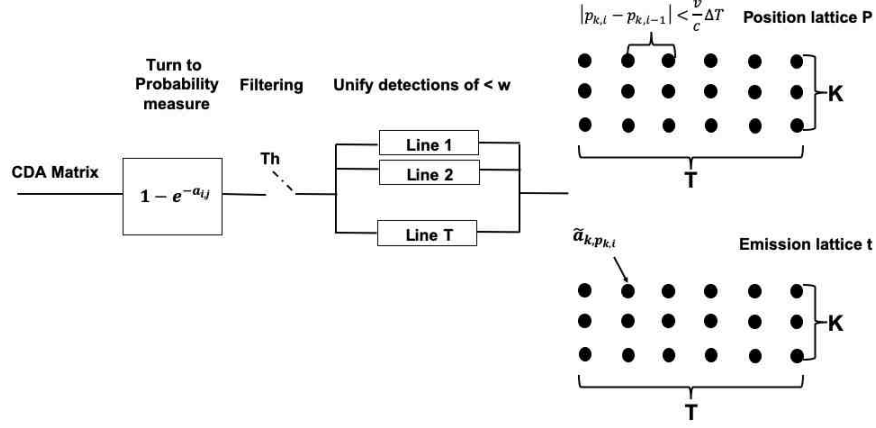 |p_{k,i} − p_{k,i−1}| < v/c ΔT
Position lattice P
Turn to
Probability
measure
Filtering
Unify detections of < w
K
Line 1
Th
CDA Matrix
Line 2
1 − e^{−a_{i,j}}
T
Line T
ã_{k,p_{k,i}}
Emission lattice t
K
T